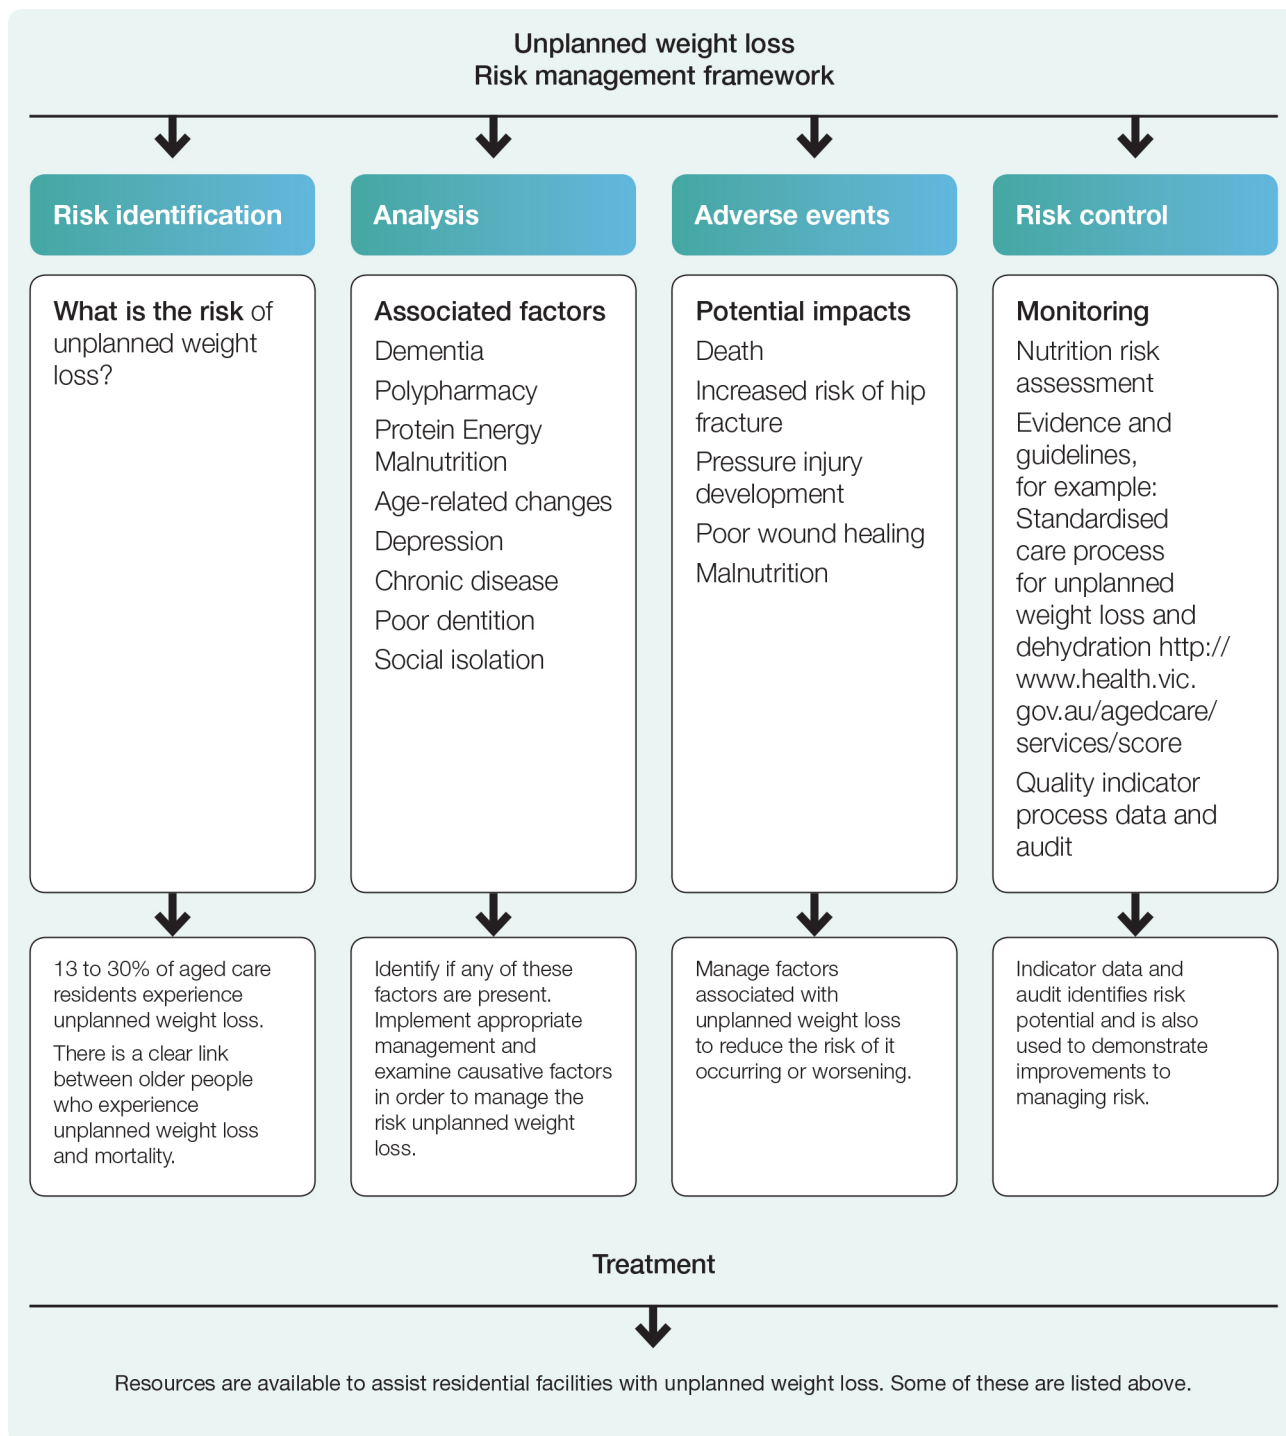 Unplanned weight loss
Risk management framework
Risk identification
What is the risk of
unplanned weight
loss?
13 to 30% of aged care
residents experience
unplanned weight loss.
There is a clear link
between older people
who experience
unplanned weight loss
and mortality.
Analysis
Associated factors
Dementia
Polypharmacy
Protein Energy
Malnutrition
Age-related changes
Depression
Chronic disease
Poor dentition
Social isolation
Identify if any of these
factors are present.
Implement appropriate
management and
examine causative factors
in order to manage the
risk unplanned weight
loss.
Adverse events
Potential impacts
Death
Increased risk of hip
fracture
Pressure injury
development
Poor wound healing
Malnutrition
Manage factors
associated with
unplanned weight loss
to reduce the risk of it
occurring or worsening.
Risk control
Monitoring
Nutrition risk
assessment
Evidence and
guidelines,
for example:
Standardised
care process
for unplanned
weight loss and
dehydration http://
www.health.vic.
gov.au/agedcare/
services/score
Quality indicator
process data and
audit
Indicator data and
audit identifies risk
potential and is also
used to demonstrate
improvements to
managing risk.
Treatment
Resources are available to assist residential facilities with unplanned weight loss. Some of these are listed above.